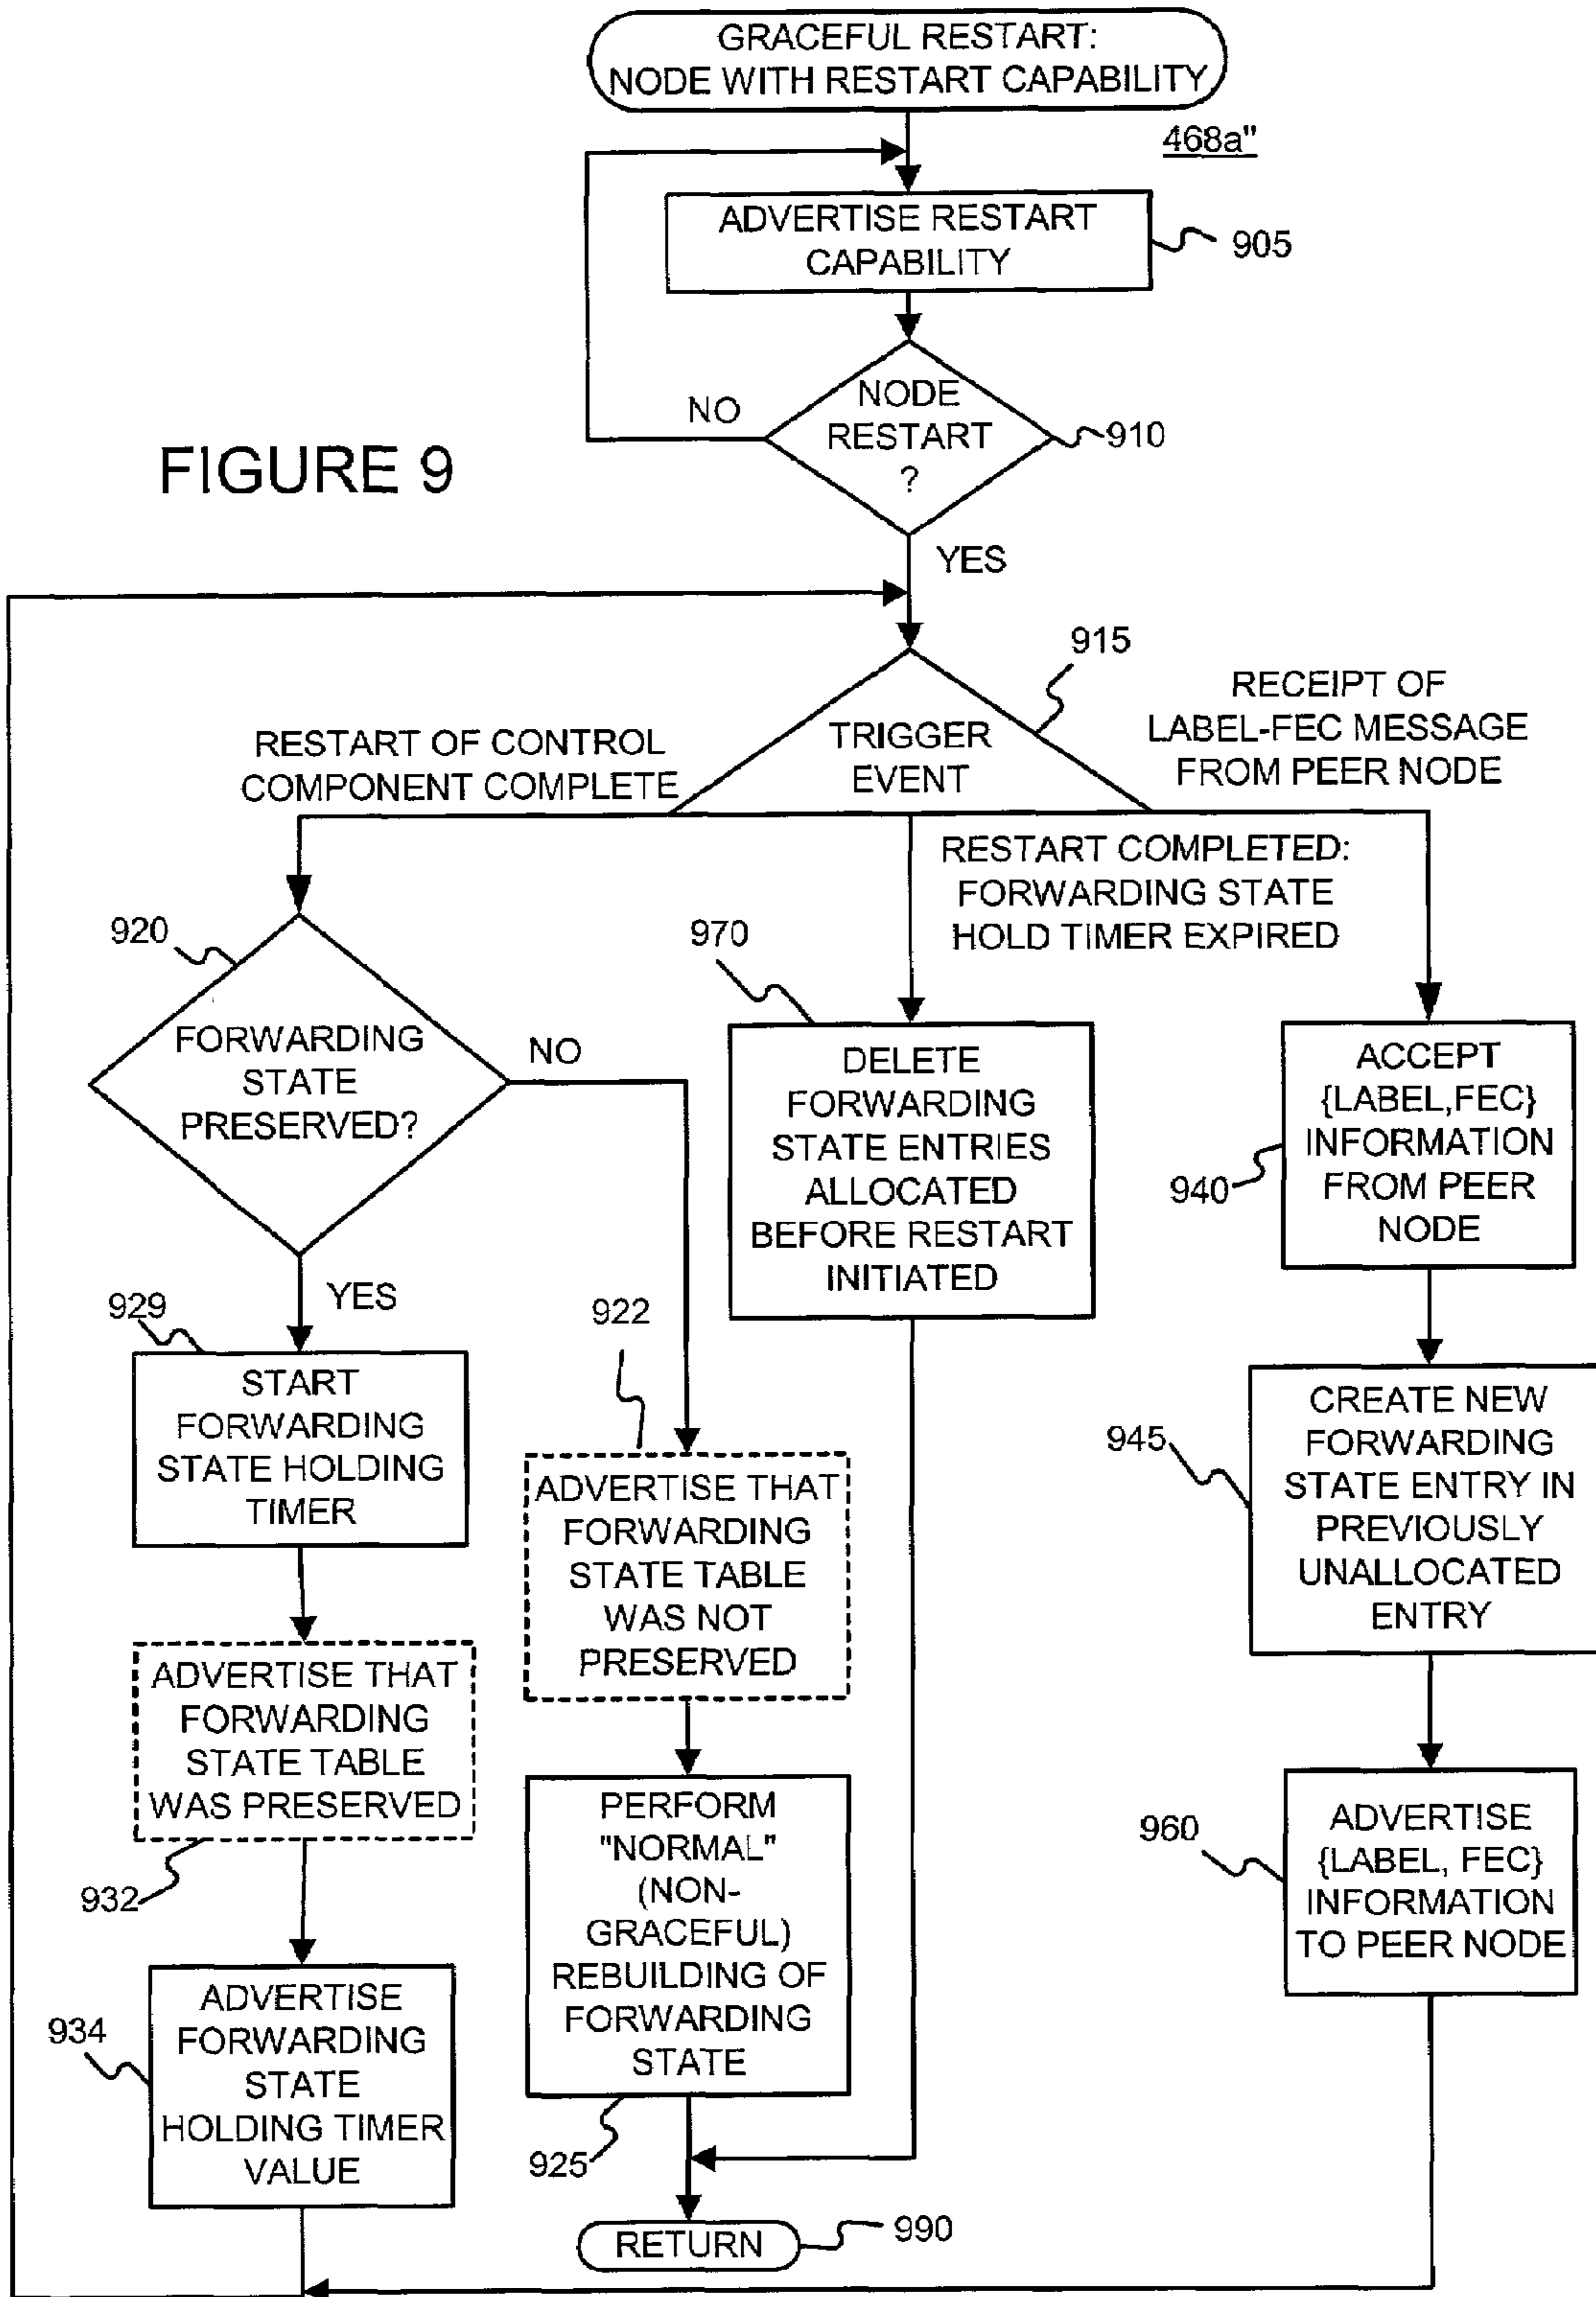 GRACEFUL RESTART:
NODE WITH RESTART CAPABILITY
468a"
ADVERTISE RESTART
CAPABILITY
905
NODE
RESTART
?
910
NO
FIGURE 9
YES
915
TRIGGER
EVENT
RESTART OF CONTROL
COMPONENT COMPLETE
RECEIPT OF
LABEL-FEC MESSAGE
FROM PEER NODE
RESTART COMPLETED:
FORWARDING STATE
HOLD TIMER EXPIRED
920
FORWARDING
STATE
PRESERVED?
NO
YES
970
DELETE
FORWARDING
STATE ENTRIES
ALLOCATED
BEFORE RESTART
INITIATED
ACCEPT
{LABEL,FEC}
INFORMATION
FROM PEER
NODE
940
929
START
FORWARDING
STATE HOLDING
TIMER
922
ADVERTISE THAT
FORWARDING
STATE TABLE
WAS NOT
PRESERVED
945
CREATE NEW
FORWARDING
STATE ENTRY IN
PREVIOUSLY
UNALLOCATED
ENTRY
ADVERTISE THAT
FORWARDING
STATE TABLE
WAS PRESERVED
932
PERFORM
"NORMAL"
(NON-
GRACEFUL)
REBUILDING OF
FORWARDING
STATE
925
960
ADVERTISE
{LABEL, FEC}
INFORMATION
TO PEER NODE
934
ADVERTISE
FORWARDING
STATE
HOLDING TIMER
VALUE
RETURN
990